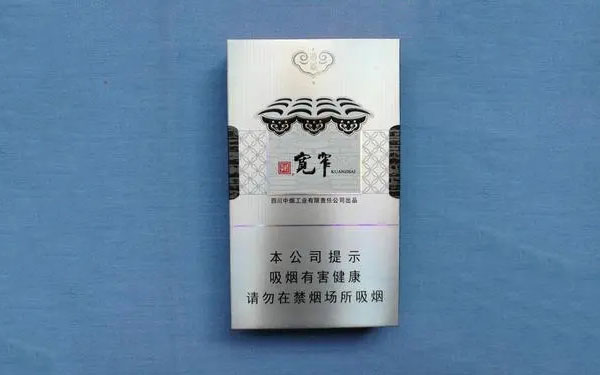 宽窄
KUANZHAI
四川中烟工业有限责任公司出品
本公司提示
吸烟有害健康
请勿在禁烟场所吸烟